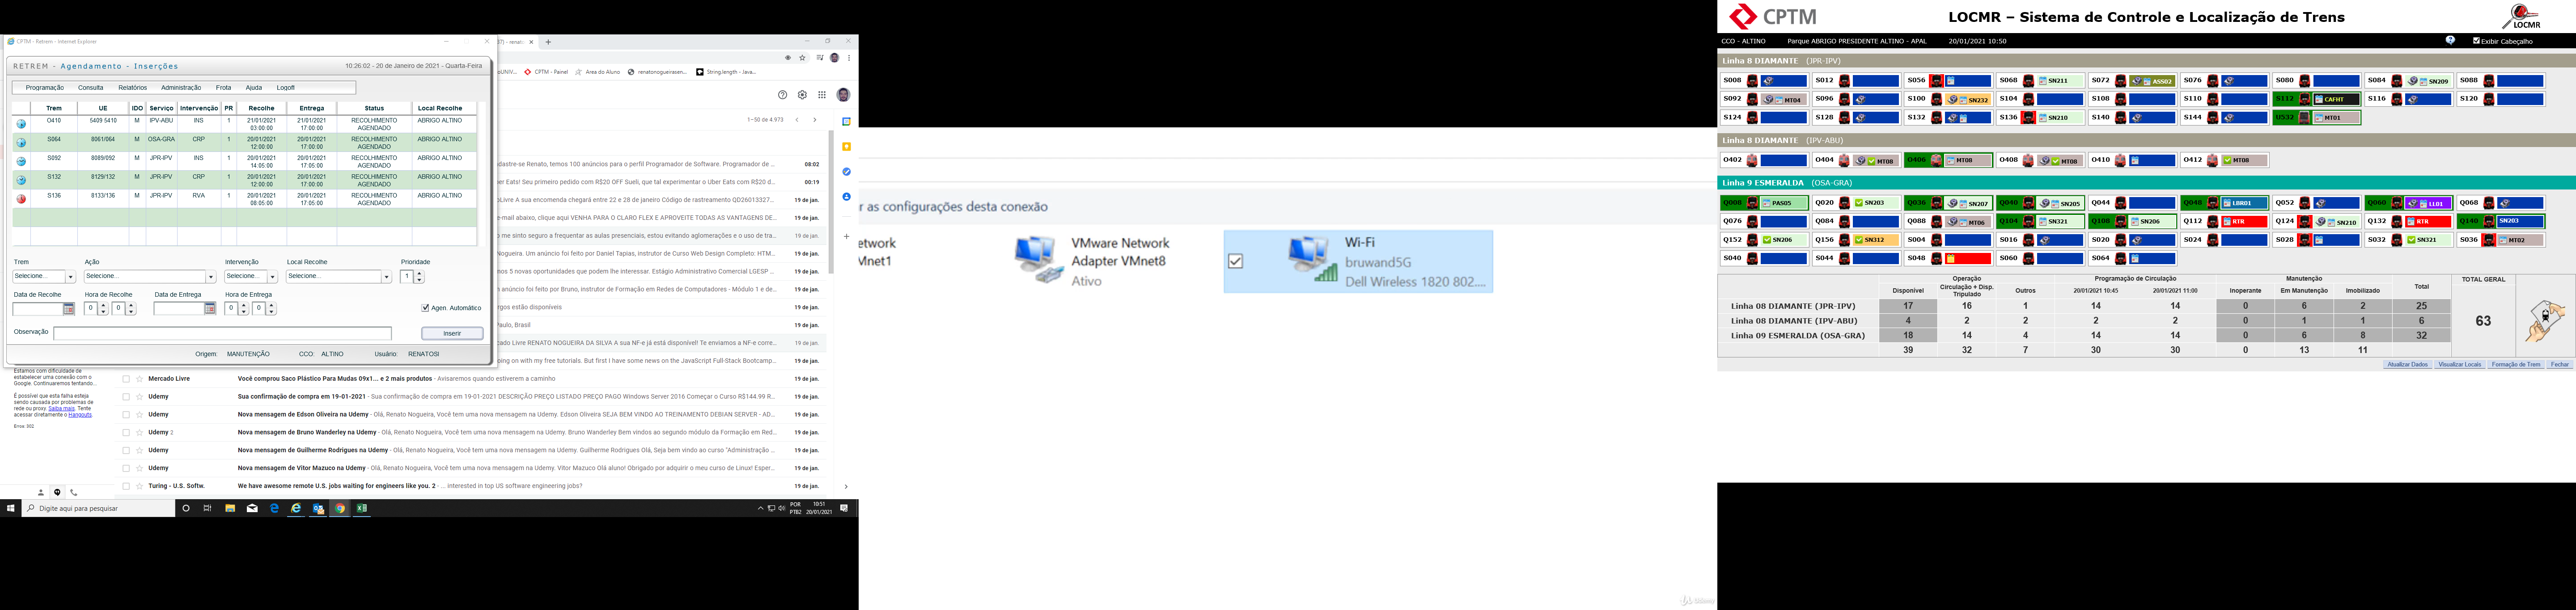 CPTM - Retrem - Internet Explorer
RETREM - Agendamento - Inserções
10:26:02 - 20 de Janeiro de 2021 - Quarta-Feira
Programação Consulta Relatórios Administração Frota Ajuda Logoff
Trem UE IDO Serviço Intervenção PR Recolhe Entrega Status Local Recolhe
O410 5409 5410 M IPV-ABU INS 1 21/01/2021 03:00:00 21/01/2021 17:00:00 RECOLHIMENTO AGENDADO ABRIGO ALTINO
S064 8061/064 M OSA-GRA CRP 1 20/01/2021 12:00:00 20/01/2021 17:00:00 RECOLHIMENTO AGENDADO ABRIGO ALTINO
S092 8089/092 M JPR-IPV INS 1 20/01/2021 14:05:00 20/01/2021 22:00:00 RECOLHIMENTO AGENDADO ABRIGO ALTINO
S132 8129/132 M JPR-IPV CRP 1 20/01/2021 12:00:00 20/01/2021 17:05:00 RECOLHIMENTO AGENDADO ABRIGO ALTINO
S136 8133/136 M JPR-IPV RVA 1 20/01/2021 08:05:00 20/01/2021 17:05:00 RECOLHIMENTO AGENDADO ABRIGO ALTINO
Trem Ação Intervenção Local Recolhe Prioridade
Selecione... Selecione... Selecione... Selecione... 1
Data de Recolhe Hora de Recolhe Data de Entrega Hora de Entrega
0 0 0 0 Agen. Automático
Observação Inserir
Origem: MANUTENÇÃO CCO: ALTINO Usuário: RENATOSI
CPTM - Painel Área do Aluno renatonogueirasen... String.length - Java...
1–50 de 4.973
dastre-se Renato, temos 100 anúncios para o perfil Programador de Software. Programador de ... 08:02
er Eats! Seu primeiro pedido com R$20 OFF Sueli, que tal experimentar o Uber Eats com R$20 d... 00:19
oLivre A sua encomenda chegará entre 22 e 28 de janeiro Código de rastreamento QD26013327... 19 de jan.
e-mail abaixo, clique aqui VENHA PARA O CLARO FLEX E APROVEITE TODAS AS VANTAGENS DE... 19 de jan.
o me sinto seguro a frequentar as aulas presenciais, estou evitando aglomerações e o uso de tra... 19 de jan.
Nogueira. Um anúncio foi feito por Daniel Tapias, instrutor de Curso Web Design Completo: HTM... 19 de jan.
mos 5 novas oportunidades que podem lhe interessar. Estágio Administrativo Comercial LGESP ... 19 de jan.
n anúncio foi feito por Bruno, instrutor de Formação em Redes de Computadores - Módulo 1 e de... 19 de jan.
rgos estão disponíveis 19 de jan.
aulo, Brasil 19 de jan.
cado Livre RENATO NOGUEIRA DA SILVA A sua NF-e já está disponível! Te enviamos a NF-e corre... 19 de jan.
oing on with my free tutorials. But first I have some news on the JavaScript Full-Stack Bootcamp... 19 de jan.
Mercado Livre Você comprou Saco Plástico Para Mudas 09x1... e 2 mais produtos - Avisaremos quando estiverem a caminho 19 de jan.
Udemy Sua confirmação de compra em 19-01-2021 - Sua confirmação de compra em 19-01-2021 DESCRIÇÃO PREÇO LISTADO PREÇO PAGO Windows Server 2016 Começar o Curso R$144.99 R... 19 de jan.
Udemy Nova mensagem de Edson Oliveira na Udemy - Olá, Renato Nogueira, Você tem uma nova mensagem na Udemy. Edson Oliveira SEJA BEM VINDO AO TREINAMENTO DEBIAN SERVER - AD... 19 de jan.
Udemy 2 Nova mensagem de Bruno Wanderley na Udemy - Olá, Renato Nogueira, Você tem uma nova mensagem na Udemy. Bruno Wanderley Bem vindos ao segundo módulo da Formação em Red... 19 de jan.
Udemy Nova mensagem de Guilherme Rodrigues na Udemy - Olá, Renato Nogueira, Você tem uma nova mensagem na Udemy. Guilherme Rodrigues Olá, Seja bem vindo ao curso "Administração ... 19 de jan.
Udemy Nova mensagem de Vitor Mazuco na Udemy - Olá, Renato Nogueira, Você tem uma nova mensagem na Udemy. Vitor Mazuco Olá aluno! Obrigado por adquirir o meu curso de Linux! Esper... 19 de jan.
Turing - U.S. Softw. We have awesome remote U.S. jobs waiting for engineers like you. 2 - ... interested in top US software engineering jobs? 19 de jan.
Estamos com dificuldade de
estabelecer uma conexão com o
Google. Continuaremos tentando...
É possível que esta falha esteja
sendo causada por problemas de
rede ou proxy. Saiba mais. Tente
acessar diretamente o Hangouts.
Erros: 302
Digite aqui para pesquisar
POR PTB2 10:51 20/01/2021
r as configurações desta conexão
etwork
Mnet1
VMware Network
Adapter VMnet8
Ativo
Wi-Fi
bruwand5G
Dell Wireless 1820 802....
CPTM LOCMR – Sistema de Controle e Localização de Trens LOCMR
CCO - ALTINO Parque ABRIGO PRESIDENTE ALTINO - APAL 20/01/2021 10:50 Exibir Cabeçalho
Linha 8 DIAMANTE (JPR-IPV)
S008 S012 S056 S068 SN211 S072 ASS02 S076 S080 S084 SN209 S088
S092 MT04 S096 S100 SN232 S104 S108 S110 S112 CAFHT S116 S120
S124 S128 S132 S136 SN210 S140 S144 U532 MT01
Linha 8 DIAMANTE (IPV-ABU)
O402 O404 MT08 O406 MT08 O408 MT08 O410 O412 MT08
Linha 9 ESMERALDA (OSA-GRA)
Q008 PAS05 Q020 SN203 Q036 SN207 Q040 SN205 Q044 Q048 LBR01 Q052 Q060 LL01 Q068
Q076 Q084 Q088 MT06 Q104 SN321 Q108 SN206 Q112 RTR Q124 SN210 Q132 RTR Q140 SN203
Q152 SN206 Q156 SN312 S004 S016 S020 S024 S028 S032 SN321 S036 MT02
S040 S044 S048 S060 S064
Operação Programação de Circulação Manutenção TOTAL GERAL
Disponível Circulação + Disp. Tripulado Outros 20/01/2021 10:45 20/01/2021 11:00 Inoperante Em Manutenção Imobilizado Total
Linha 08 DIAMANTE (JPR-IPV) 17 16 1 14 14 0 6 2 25
Linha 08 DIAMANTE (IPV-ABU) 4 2 2 2 2 0 1 1 6 63
Linha 09 ESMERALDA (OSA-GRA) 18 14 4 14 14 0 6 8 32
39 32 7 30 30 0 13 11
Atualizar Dados Visualizar Locais Formação de Trem Fechar